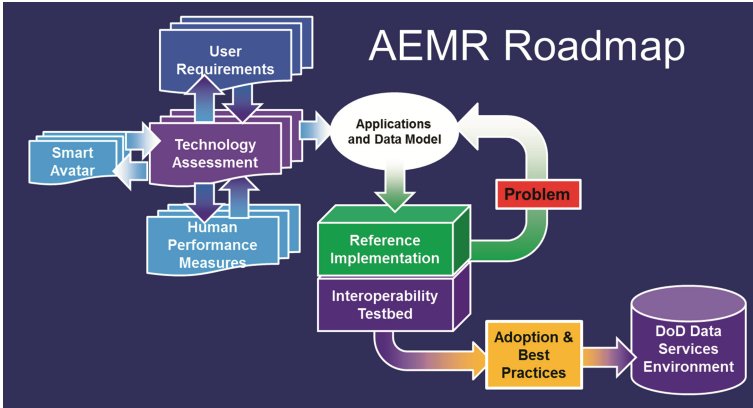 AEMR Roadmap
User
Requirements
Technology
Assessment
Smart
Avatar
Human
Performance
Measures
Applications
and Data Model
Problem
Reference
Implementation
Interoperability
Testbed
Adoption &
Best
Practices
DoD Data
Services
Environment